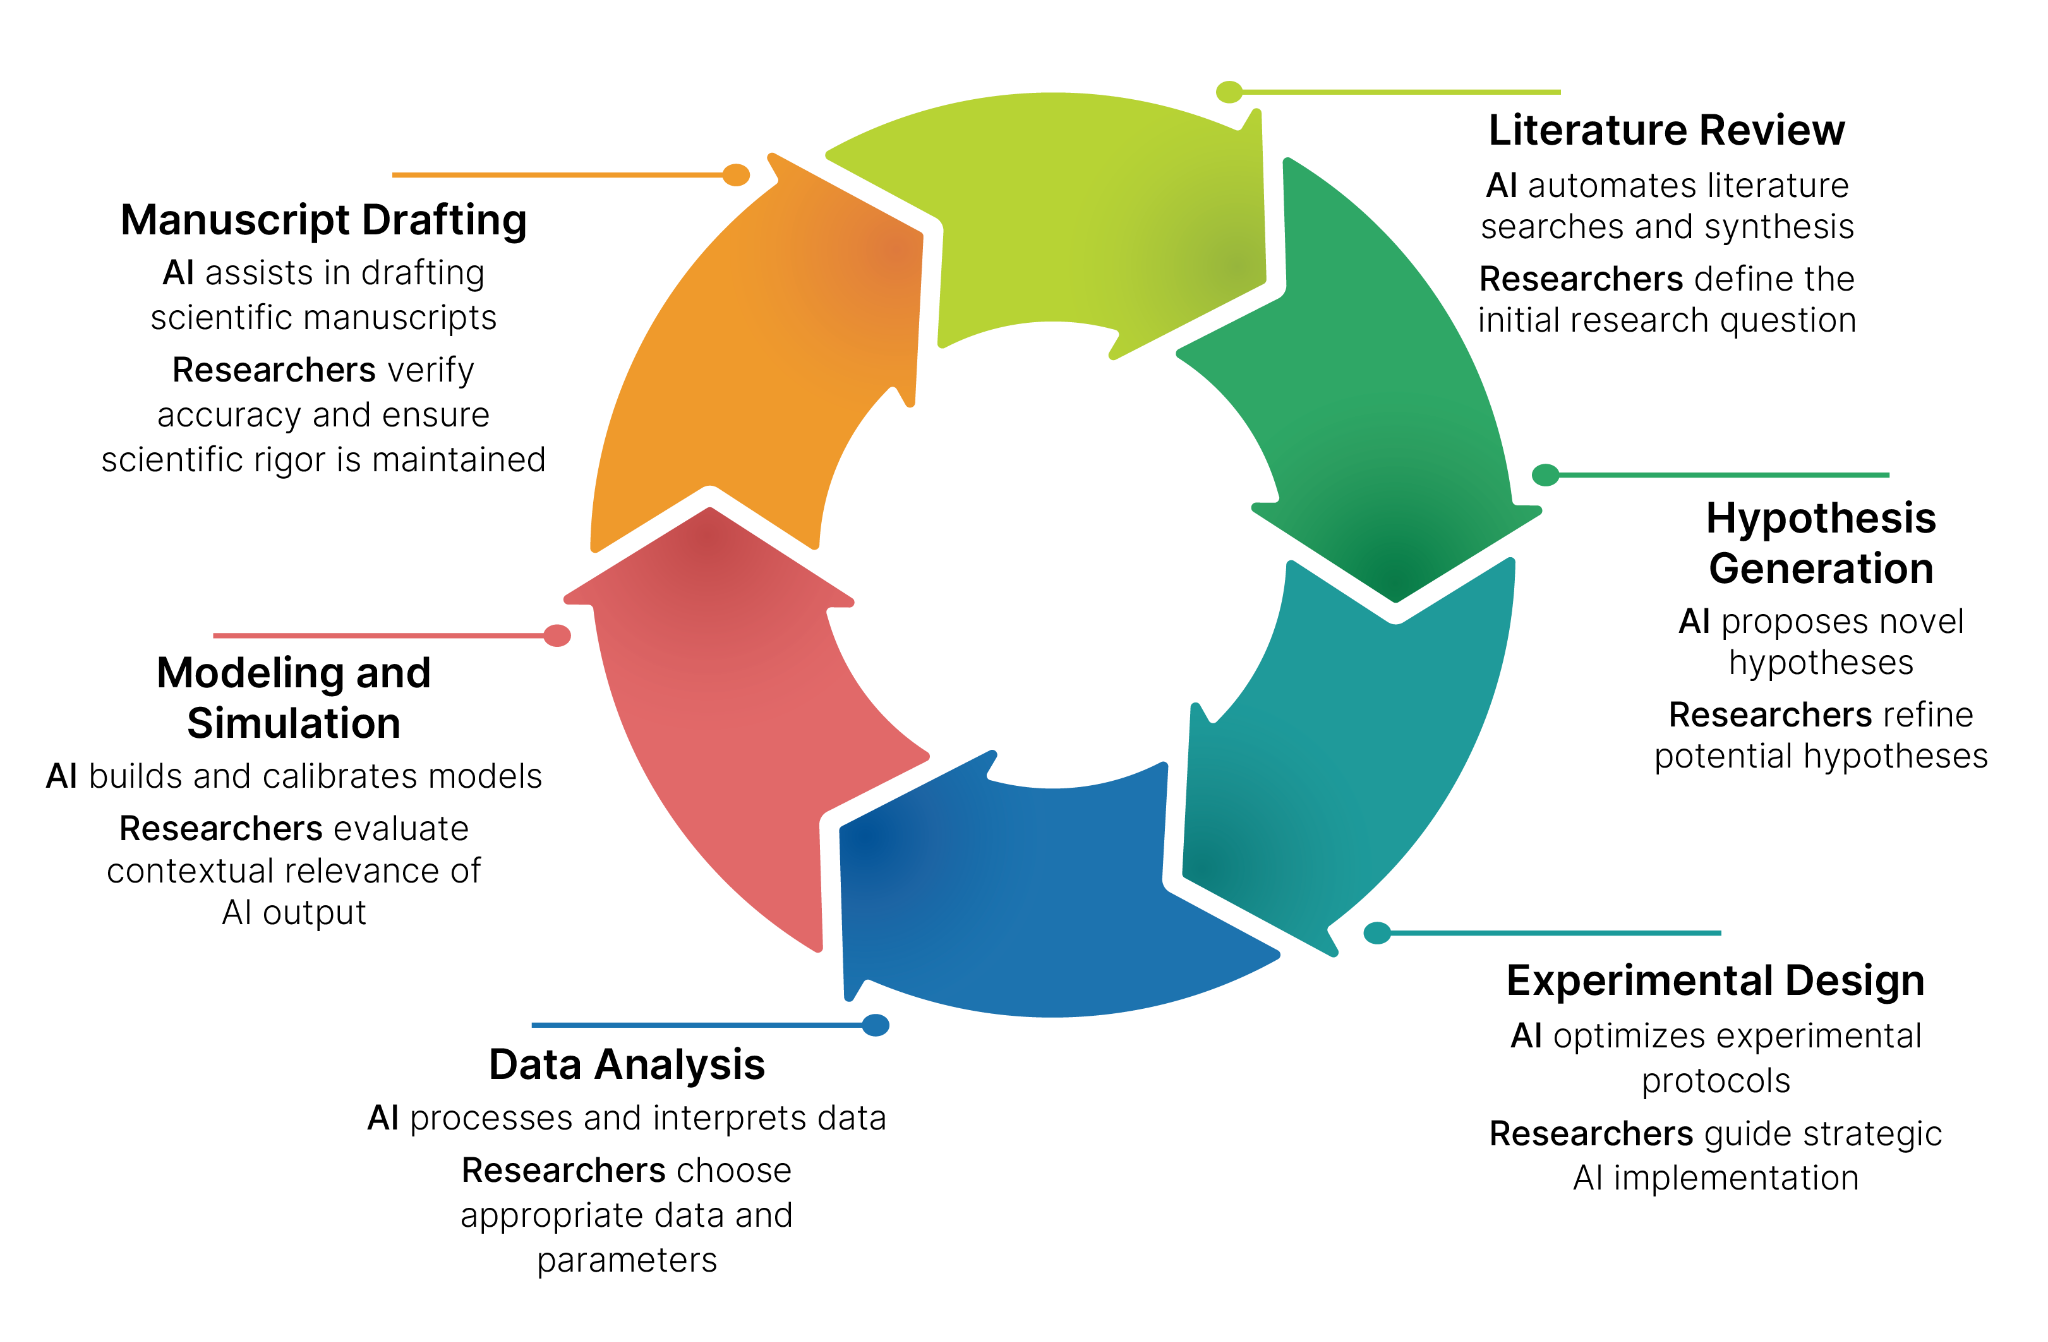 Literature Review
AI automates literature
searches and synthesis
Researchers define the
initial research question
Hypothesis
Generation
AI proposes novel
hypotheses
Researchers refine
potential hypotheses
Experimental Design
AI optimizes experimental
protocols
Researchers guide strategic
AI implementation
Data Analysis
AI processes and interprets data
Researchers choose
appropriate data and
parameters
Modeling and
Simulation
AI builds and calibrates models
Researchers evaluate
contextual relevance of
AI output
Manuscript Drafting
AI assists in drafting
scientific manuscripts
Researchers verify
accuracy and ensure
scientific rigor is maintained